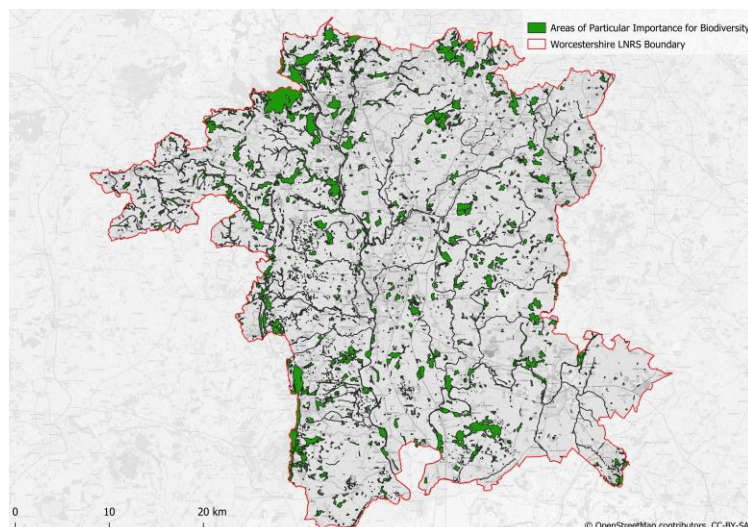 Areas of Particular Importance for Biodiversity
Worcestershire LNRS Boundary
0 10 20 km
© OpenStreetMap contributors, CC-BY-SA